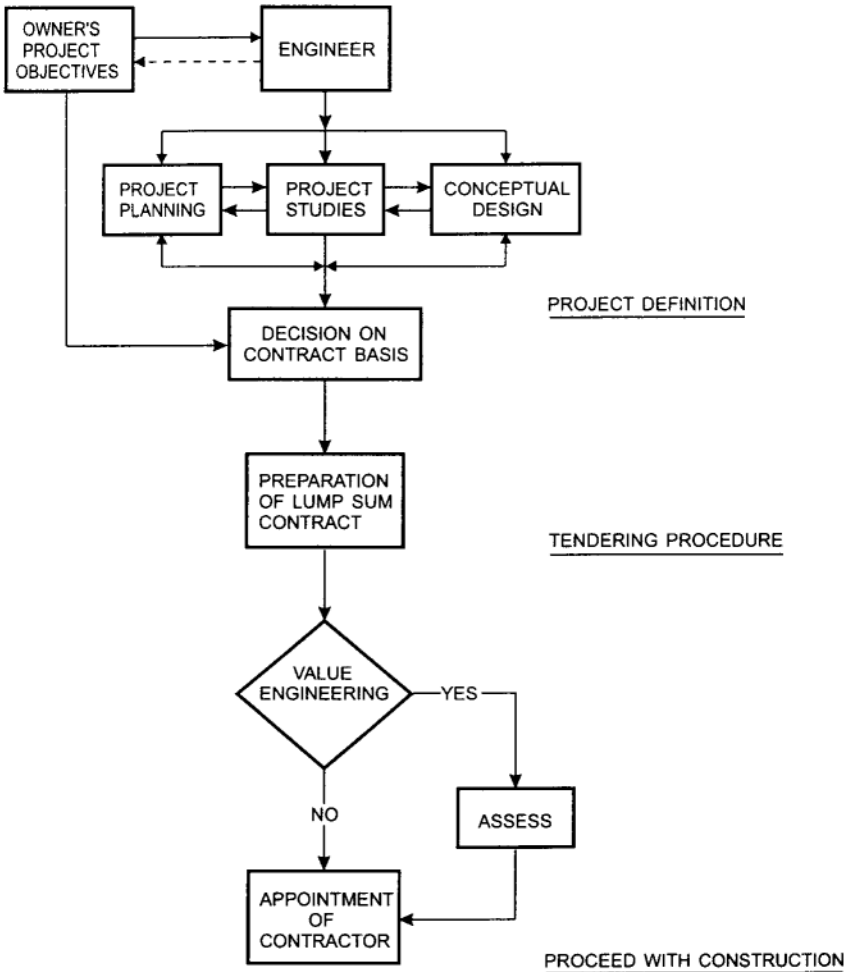 OWNER'S
PROJECT
OBJECTIVES
ENGINEER
PROJECT
PLANNING
PROJECT
STUDIES
CONCEPTUAL
DESIGN
PROJECT DEFINITION
DECISION ON
CONTRACT BASIS
PREPARATION
OF LUMP SUM
CONTRACT
TENDERING PROCEDURE
VALUE
ENGINEERING
YES
NO
ASSESS
APPOINTMENT
OF
CONTRACTOR
PROCEED WITH CONSTRUCTION